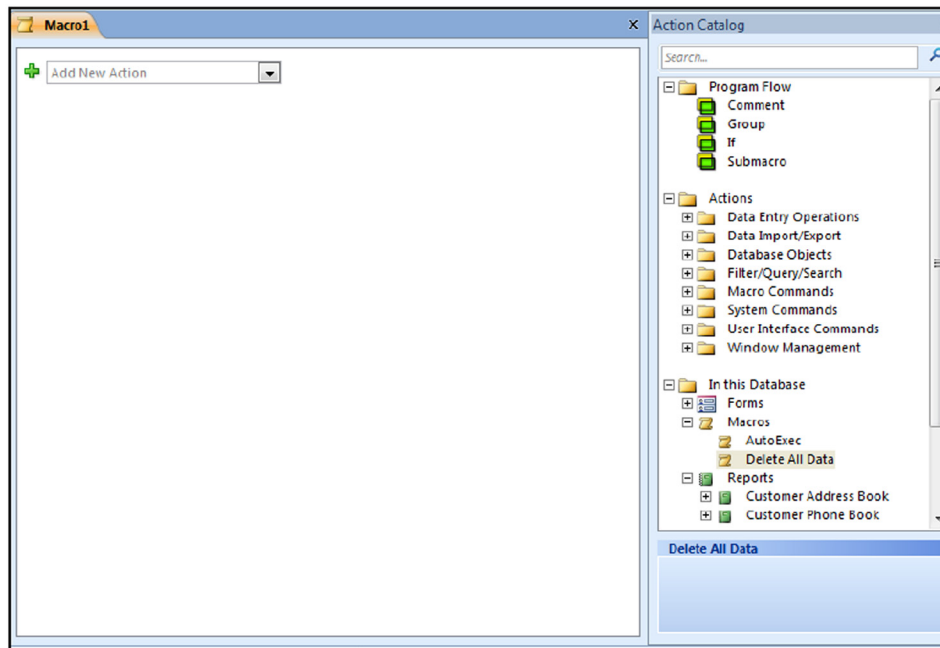 Macro1
x
Action Catalog
Add New Action
Search...
Program Flow
Comment
Group
If
Submacro
Actions
Data Entry Operations
Data Import/Export
Database Objects
Filter/Query/Search
Macro Commands
System Commands
User Interface Commands
Window Management
In this Database
Forms
Macros
AutoExec
Delete All Data
Reports
Customer Address Book
Customer Phone Book
Delete All Data